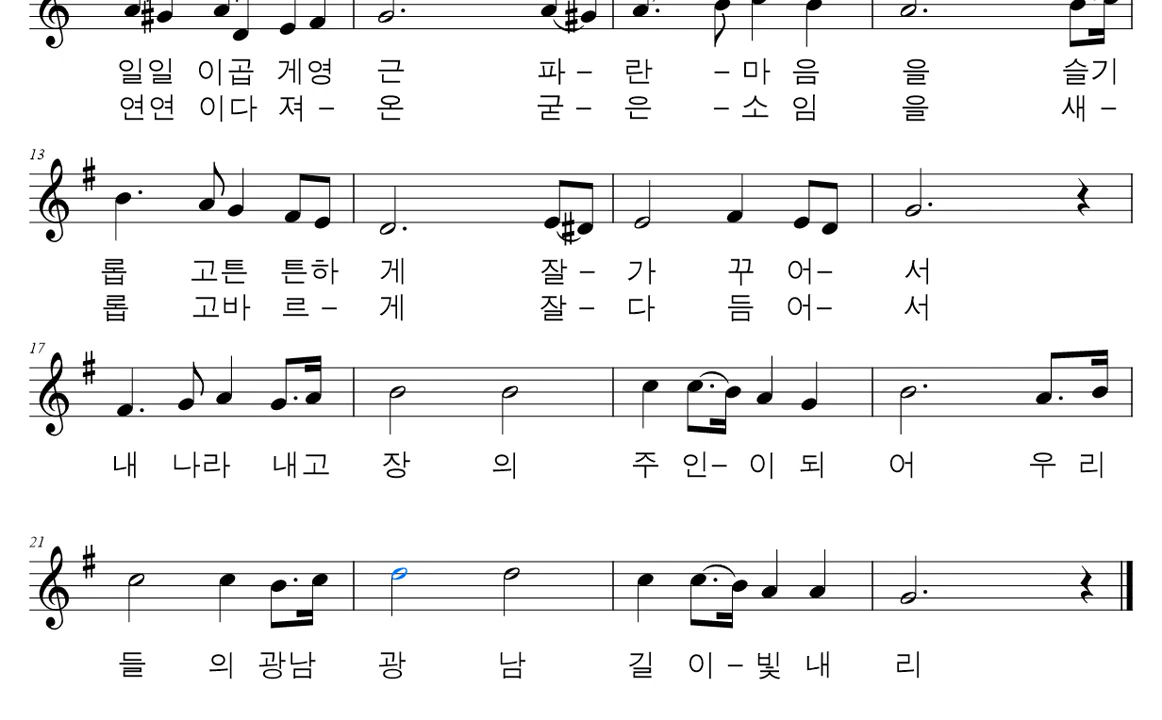 일일 이곱 게영 근 파 – 란 – 마 음 을 슬기
연연 이다 져 – 온 굳 – 은 – 소 임 을 새 –
13
롭 고튼 튼하 게 잘 – 가 꾸 어– 서
롭 고바 르 – 게 잘 – 다 듬 어– 서
17
내 나라 내고 장 의 주 인– 이 되 어 우 리
21
들 의 광남 광 남 길 이 – 빛 내 리